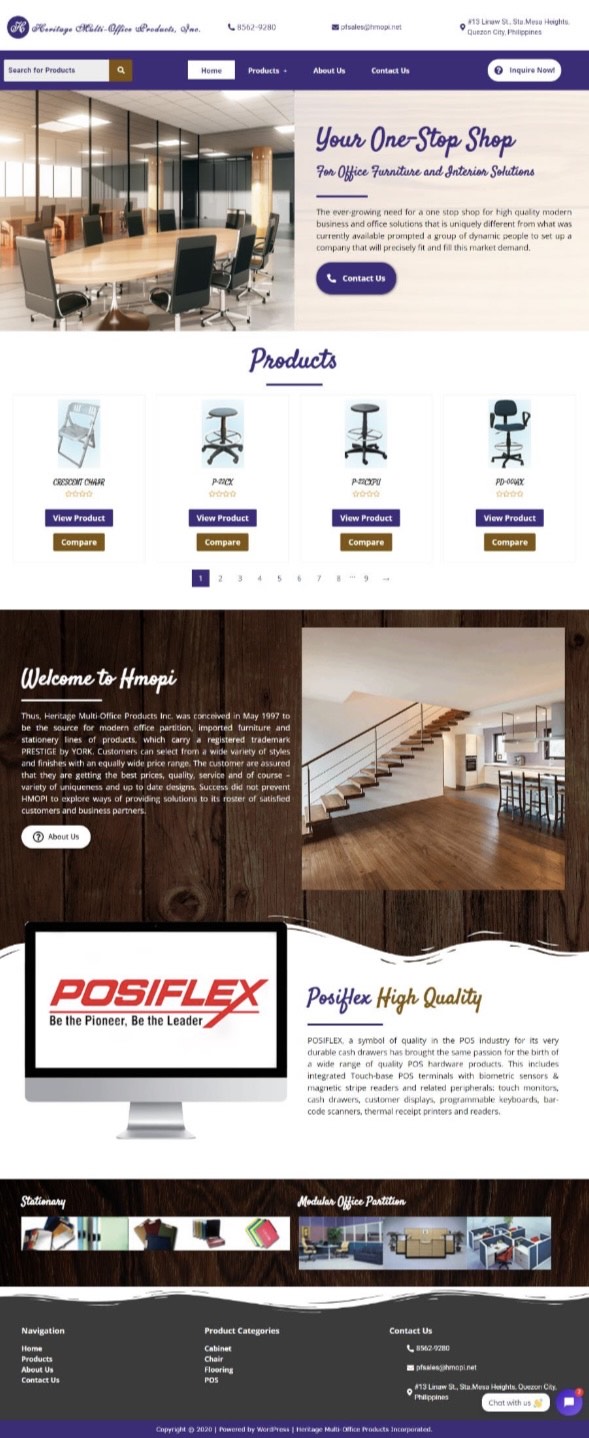 Heritage Multi-Office Products, Inc.
8562-9280
pfsales@hmopi.net
#13 Linaw St., Sta.Mesa Heights,
Quezon City, Philippines
Search for Products
Home
Products
About Us
Contact Us
Inquire Now!
Your One-Stop Shop
For Office Furniture and Interior Solutions
The ever-growing need for a one stop shop for high quality modern
business and office solutions that is uniquely different from what was
currently available prompted a group of dynamic people to set up a
company that will precisely fit and fill this market demand.
Contact Us
Products
CRESCENT CHAIR
P-22CX
P-22CXPU
PD-004AX
View Product
View Product
View Product
View Product
Compare
Compare
Compare
Compare
1 2 3 4 5 6 7 8 … 9 →
Welcome to Hmopi
Thus, Heritage Multi-Office Products Inc. was conceived in May 1997 to
be the source for modern office partition, imported furniture and
stationery lines of products, which carry a registered trademark
PRESTIGE by YORK. Customers can select from a wide variety of styles
and finishes with an equally wide price range. The customer are assured
that they are getting the best prices, quality, service and of course –
variety of uniqueness and up to date designs. Success did not prevent
HMOPI to explore ways of providing solutions to its roster of satisfied
customers and business partners.
About Us
POSIFLEX
Be the Pioneer, Be the Leader
Posiflex High Quality
POSIFLEX, a symbol of quality in the POS industry for its very
durable cash drawers has brought the same passion for the birth of
a wide range of quality POS hardware products. This includes
integrated Touch-base POS terminals with biometric sensors &
magnetic stripe readers and related peripherals; touch monitors,
cash drawers, customer displays, programmable keyboards, bar-
code scanners, thermal receipt printers and readers.
Stationary
Modular Office Partition
Navigation
Home
Products
About Us
Contact Us
Product Categories
Cabinet
Chair
Flooring
POS
Contact Us
8562-9280
pfsales@hmopi.net
#13 Linaw St., Sta.Mesa Heights, Quezon City,
Philippines
Chat with us 👋
Copyright © 2020 | Powered by WordPress | Heritage Multi-Office Products Incorporated.